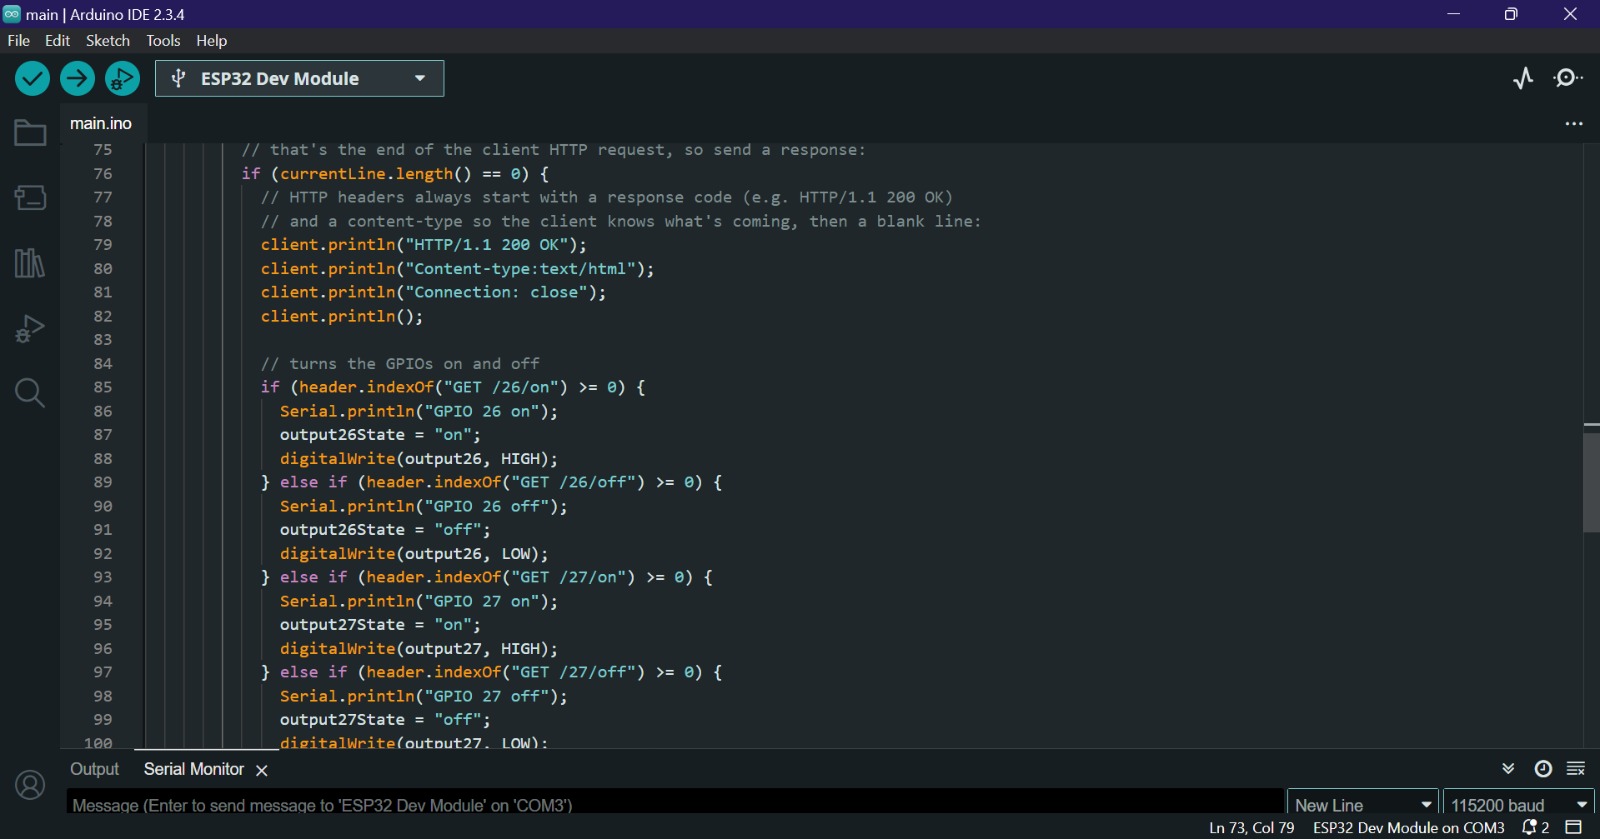 main | Arduino IDE 2.3.4
File Edit Sketch Tools Help
ESP32 Dev Module
main.ino
75 // that's the end of the client HTTP request, so send a response:
76 if (currentLine.length() == 0) {
77 // HTTP headers always start with a response code (e.g. HTTP/1.1 200 OK)
78 // and a content-type so the client knows what's coming, then a blank line:
79 client.println("HTTP/1.1 200 OK");
80 client.println("Content-type:text/html");
81 client.println("Connection: close");
82 client.println();
83
84 // turns the GPIOs on and off
85 if (header.indexOf("GET /26/on") >= 0) {
86 Serial.println("GPIO 26 on");
87 output26State = "on";
88 digitalWrite(output26, HIGH);
89 } else if (header.indexOf("GET /26/off") >= 0) {
90 Serial.println("GPIO 26 off");
91 output26State = "off";
92 digitalWrite(output26, LOW);
93 } else if (header.indexOf("GET /27/on") >= 0) {
94 Serial.println("GPIO 27 on");
95 output27State = "on";
96 digitalWrite(output27, HIGH);
97 } else if (header.indexOf("GET /27/off") >= 0) {
98 Serial.println("GPIO 27 off");
99 output27State = "off";
100 digitalWrite(output27, LOW);
Output Serial Monitor
Message (Enter to send message to 'ESP32 Dev Module' on 'COM3') New Line 115200 baud
Ln 73, Col 79 ESP32 Dev Module on COM3 2